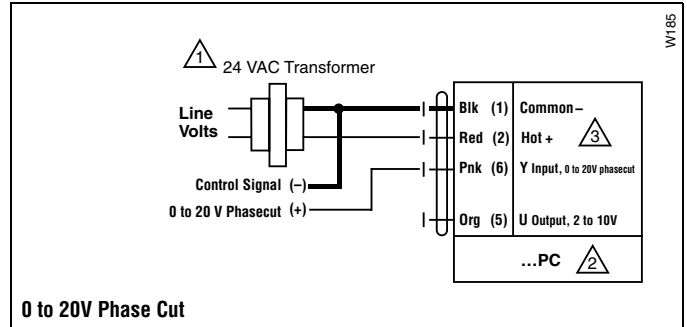 W185
1
24 VAC Transformer
Line
Volts
Blk (1) Common –
Red (2) Hot + 3
Pnk (6) Y Input, 0 to 20V phasecut
Control Signal (–)
0 to 20 V Phasecut (+)
Org (5) U Output, 2 to 10V
...PC 2
0 to 20V Phase Cut